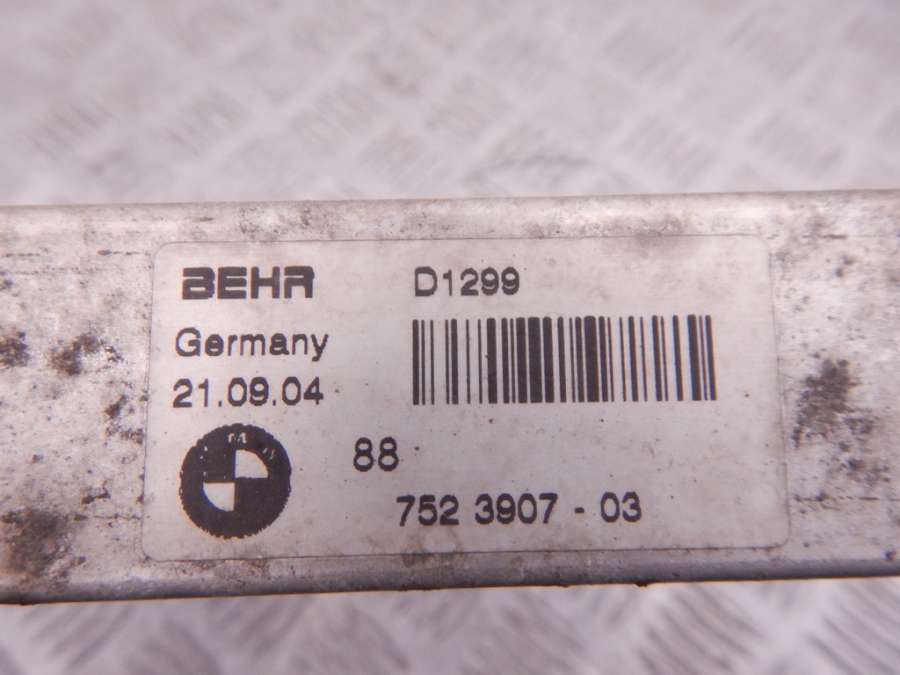 BEHR D1299
Germany
21.09.04
88
752 3907 - 03